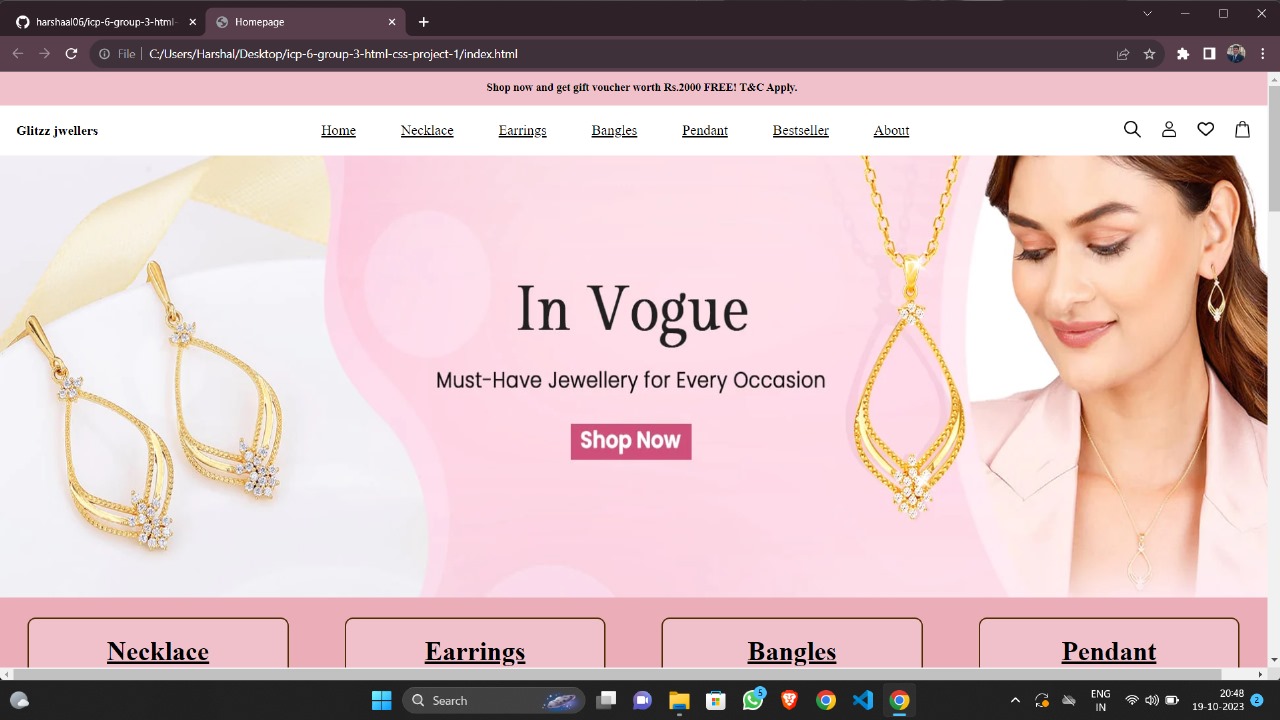 harshaal06/icp-6-group-3-html-
Homepage
File
C:/Users/Harshal/Desktop/icp-6-group-3-html-css-project-1/index.html
Shop now and get gift voucher worth Rs.2000 FREE! T&C Apply.
Glitzz jwellers
Home Necklace Earrings Bangles Pendant Bestseller About
In Vogue
Must-Have Jewellery for Every Occasion
Shop Now
Necklace Earrings Bangles Pendant
Search
5
ENG
IN
20:48
19-10-2023
2